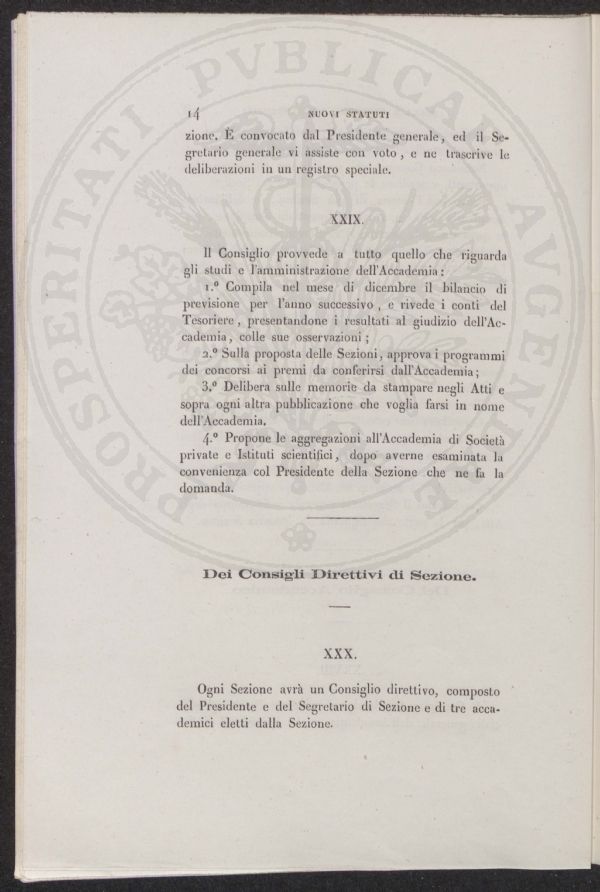 PROSPERITATI PVBLICAE AVGENDAE
14 NUOVI STATUTI
zione. È convocato dal Presidente generale, ed il Se-
gretario generale vi assiste con voto, e ne trascrive le
deliberazioni in un registro speciale.
XXIX.
Il Consiglio provvede a tutto quello che riguarda
gli studi e l'amministrazione dell'Accademia:
1.º Compila nel mese di dicembre il bilancio di
previsione per l'anno successivo, e rivede i conti del
Tesoriere, presentandone i resultati al giudizio dell'Ac-
cademia, colle sue osservazioni;
2.º Sulla proposta delle Sezioni, approva i programmi
dei concorsi ai premi da conferirsi dall'Accademia;
3.º Delibera sulle memorie da stampare negli Atti e
sopra ogni altra pubblicazione che voglia farsi in nome
dell'Accademia.
4.º Propone le aggregazioni all'Accademia di Società
private e Istituti scientifici, dopo averne esaminata la
convenienza col Presidente della Sezione che ne fa la
domanda.
Dei Consigli Direttivi di Sezione.
XXX.
Ogni Sezione avrà un Consiglio direttivo, composto
del Presidente e del Segretario di Sezione e di tre acca-
demici eletti dalla Sezione.